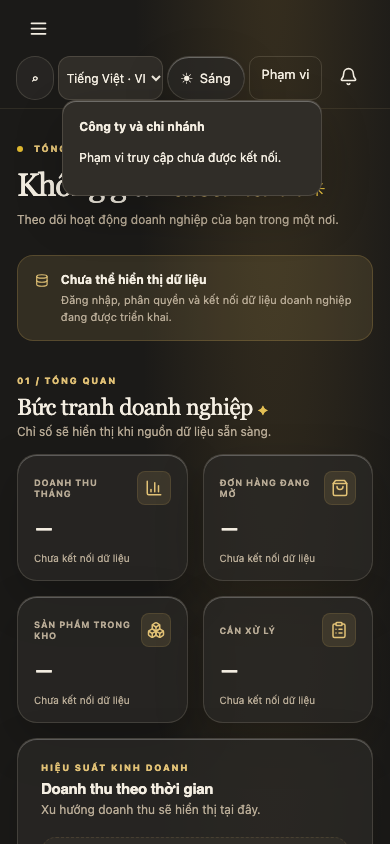 Tiếng Việt · VI
Sáng
Phạm vi
Công ty và chi nhánh
Phạm vi truy cập chưa được kết nối.
Theo dõi hoạt động doanh nghiệp của bạn trong một nơi.
Chưa thể hiển thị dữ liệu
Đăng nhập, phân quyền và kết nối dữ liệu doanh nghiệp
đang được triển khai.
01 / TỔNG QUAN
Bức tranh doanh nghiệp
Chỉ số sẽ hiển thị khi nguồn dữ liệu sẵn sàng.
DOANH THU
THÁNG
—
Chưa kết nối dữ liệu
ĐƠN HÀNG ĐANG
MỞ
—
Chưa kết nối dữ liệu
SẢN PHẨM TRONG
KHO
—
Chưa kết nối dữ liệu
CẦN XỬ LÝ
—
Chưa kết nối dữ liệu
HIỆU SUẤT KINH DOANH
Doanh thu theo thời gian
Xu hướng doanh thu sẽ hiển thị tại đây.